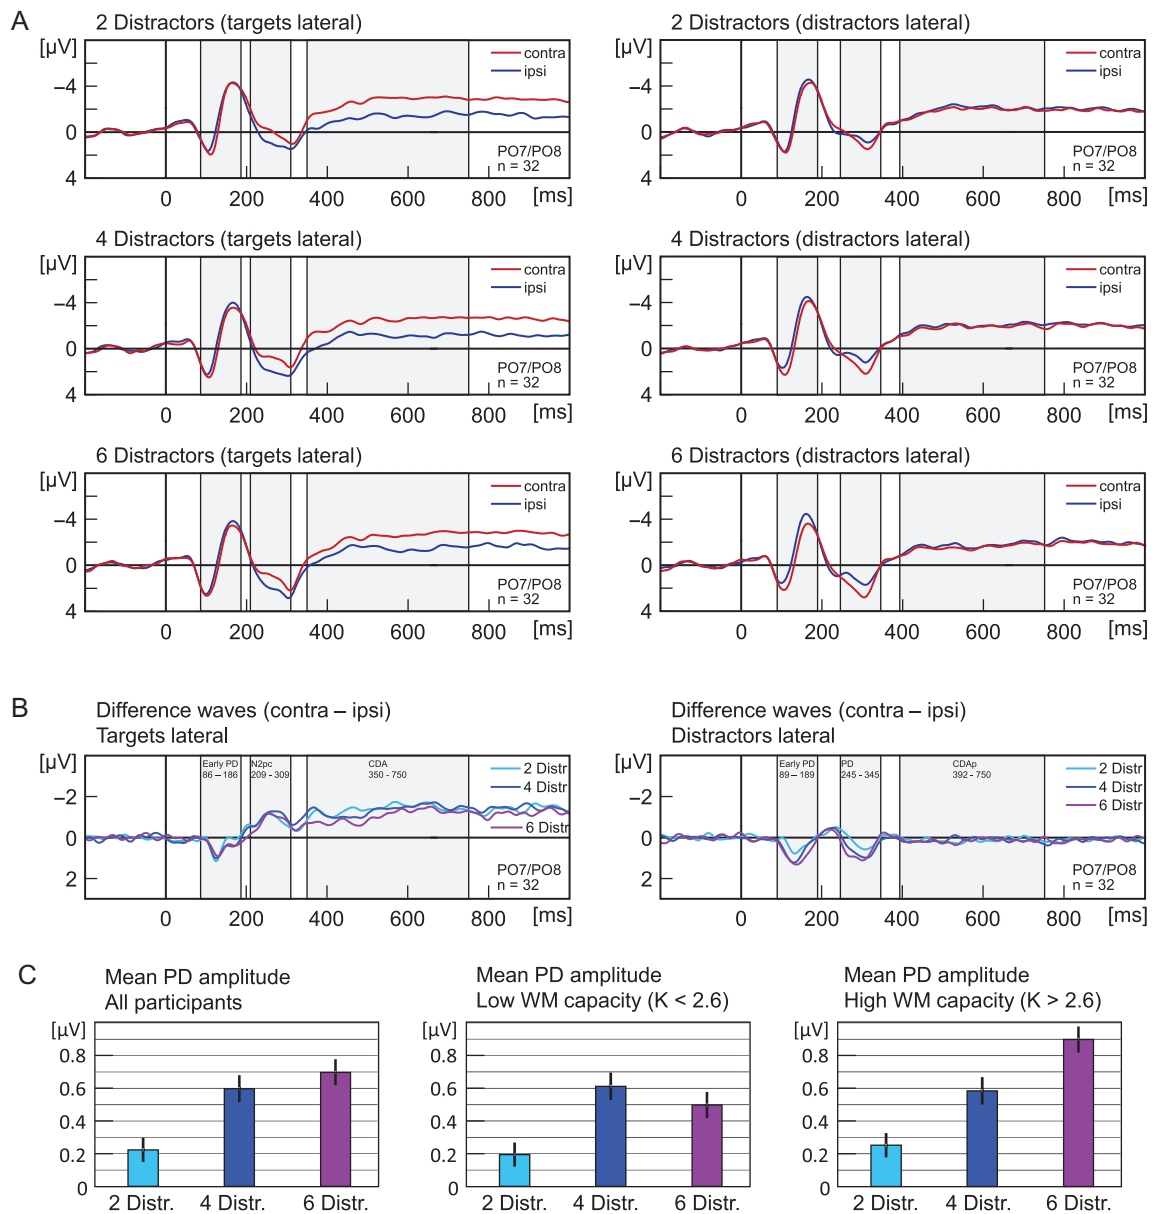 A
2 Distractors (targets lateral)
[µV]
−4
0
4
contra
ipsi
PO7/PO8
n = 32
0 200 400 600 800 [ms]
2 Distractors (distractors lateral)
[µV]
−4
0
4
contra
ipsi
PO7/PO8
n = 32
0 200 400 600 800 [ms]
4 Distractors (targets lateral)
[µV]
−4
0
4
contra
ipsi
PO7/PO8
n = 32
0 200 400 600 800 [ms]
4 Distractors (distractors lateral)
[µV]
−4
0
4
contra
ipsi
PO7/PO8
n = 32
0 200 400 600 800 [ms]
6 Distractors (targets lateral)
[µV]
−4
0
4
contra
ipsi
PO7/PO8
n = 32
0 200 400 600 800 [ms]
6 Distractors (distractors lateral)
[µV]
−4
0
4
contra
ipsi
PO7/PO8
n = 32
0 200 400 600 800 [ms]
B
Difference waves (contra – ipsi)
Targets lateral
[µV]
−2
0
2
Early PD
86 – 186
N2pc
209 - 309
CDA
350 - 750
2 Distr
4 Distr
6 Distr
PO7/PO8
n = 32
0 200 400 600 800 [ms]
Difference waves (contra – ipsi)
Distractors lateral
[µV]
−2
0
2
Early PD
89 – 189
PD
245 - 345
CDAp
392 - 750
2 Distr
4 Distr
6 Distr
PO7/PO8
n = 32
0 200 400 600 800 [ms]
C
Mean PD amplitude
All participants
[µV]
0.8
0.6
0.4
0.2
0
2 Distr. 4 Distr. 6 Distr.
Mean PD amplitude
Low WM capacity (K < 2.6)
[µV]
0.8
0.6
0.4
0.2
0
2 Distr. 4 Distr. 6 Distr.
Mean PD amplitude
High WM capacity (K > 2.6)
[µV]
0.8
0.6
0.4
0.2
0
2 Distr. 4 Distr. 6 Distr.